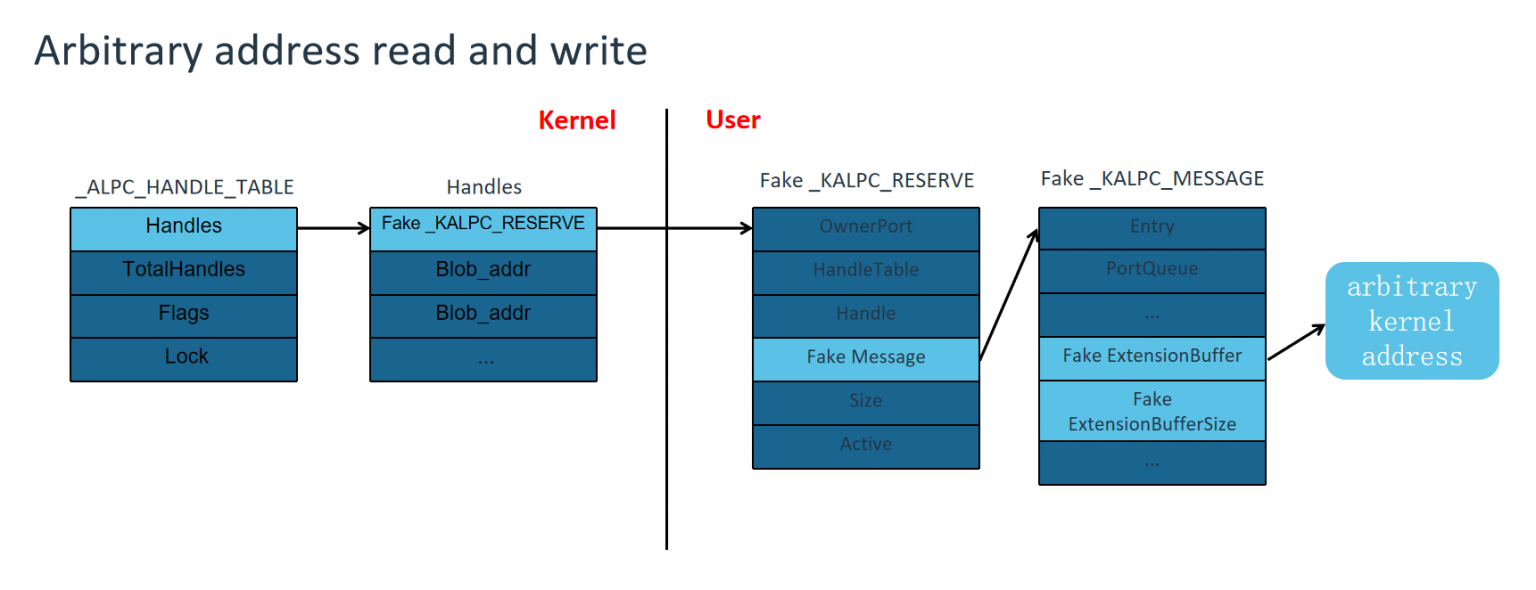 Arbitrary address read and write
Kernel
User
_ALPC_HANDLE_TABLE
Handles
TotalHandles
Flags
Lock
Handles
Fake _KALPC_RESERVE
Blob_addr
Blob_addr
...
Fake _KALPC_RESERVE
OwnerPort
HandleTable
Handle
Fake Message
Size
Active
Fake _KALPC_MESSAGE
Entry
PortQueue
...
Fake ExtensionBuffer
Fake
ExtensionBufferSize
...
arbitrary
kernel
address